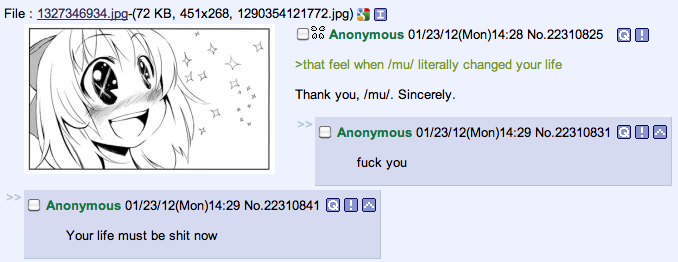 File : 1327346934.jpg-(72 KB, 451x268, 1290354121772.jpg)
Anonymous 01/23/12(Mon)14:28 No.22310825
>that feel when /mu/ literally changed your life
Thank you, /mu/. Sincerely.
>> Anonymous 01/23/12(Mon)14:29 No.22310831
fuck you
>> Anonymous 01/23/12(Mon)14:29 No.22310841
Your life must be shit now